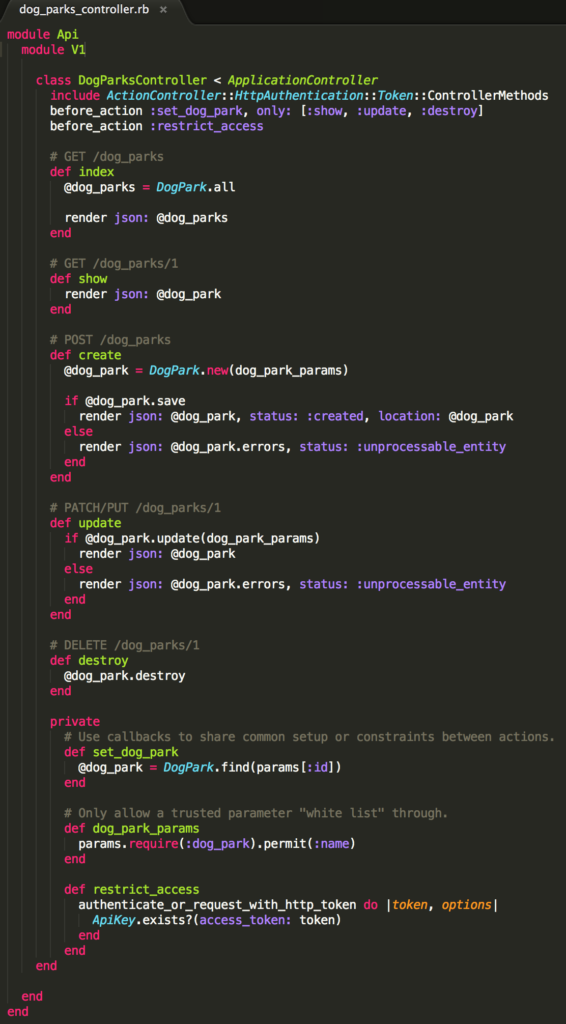 dog_parks_controller.rb ×
module Api
  module V1

    class DogParksController < ApplicationController
      include ActionController::HttpAuthentication::Token::ControllerMethods
      before_action :set_dog_park, only: [:show, :update, :destroy]
      before_action :restrict_access

      # GET /dog_parks
      def index
        @dog_parks = DogPark.all

        render json: @dog_parks
      end

      # GET /dog_parks/1
      def show
        render json: @dog_park
      end

      # POST /dog_parks
      def create
        @dog_park = DogPark.new(dog_park_params)

        if @dog_park.save
          render json: @dog_park, status: :created, location: @dog_park
        else
          render json: @dog_park.errors, status: :unprocessable_entity
        end
      end

      # PATCH/PUT /dog_parks/1
      def update
        if @dog_park.update(dog_park_params)
          render json: @dog_park
        else
          render json: @dog_park.errors, status: :unprocessable_entity
        end
      end

      # DELETE /dog_parks/1
      def destroy
        @dog_park.destroy
      end

      private
        # Use callbacks to share common setup or constraints between actions.
        def set_dog_park
          @dog_park = DogPark.find(params[:id])
        end

        # Only allow a trusted parameter "white list" through.
        def dog_park_params
          params.require(:dog_park).permit(:name)
        end

        def restrict_access
          authenticate_or_request_with_http_token do |token, options|
            ApiKey.exists?(access_token: token)
          end
        end
    end

  end
end